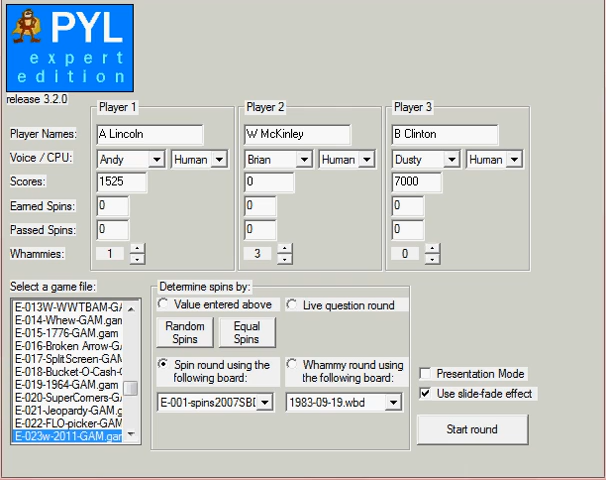 PYL
expert
edition
release 3.2.0
Player 1
Player 2
Player 3
Player Names:
A Lincoln
W McKinley
B Clinton
Voice / CPU:
Andy
Human
Brian
Human
Dusty
Human
Scores:
1525
0
7000
Earned Spins:
0
0
0
Passed Spins:
0
0
0
Whammies:
1
3
0
Select a game file:
E-013W-WWTBAM-GA
E-014-Whew-GAM.gam
E-015-1776-GAM.gam
E-016-Broken Arrow-GA
E-017-SplitScreen-GAM
E-018-Bucket-O-Cash-G
E-019-1964-GAM.gam
E-020-SuperCorners-GA
E-021-Jeopardy-GAM.g
E-022-FLO-picker-GAM
E-023w-2011-GAM.gam
Determine spins by:
Value entered above
Live question round
Random
Spins
Equal
Spins
Spin round using the
following board:
Whammy round using
the following board:
E-001-spins2007SBD
1983-09-19.wbd
Presentation Mode
Use slide-fade effect
Start round